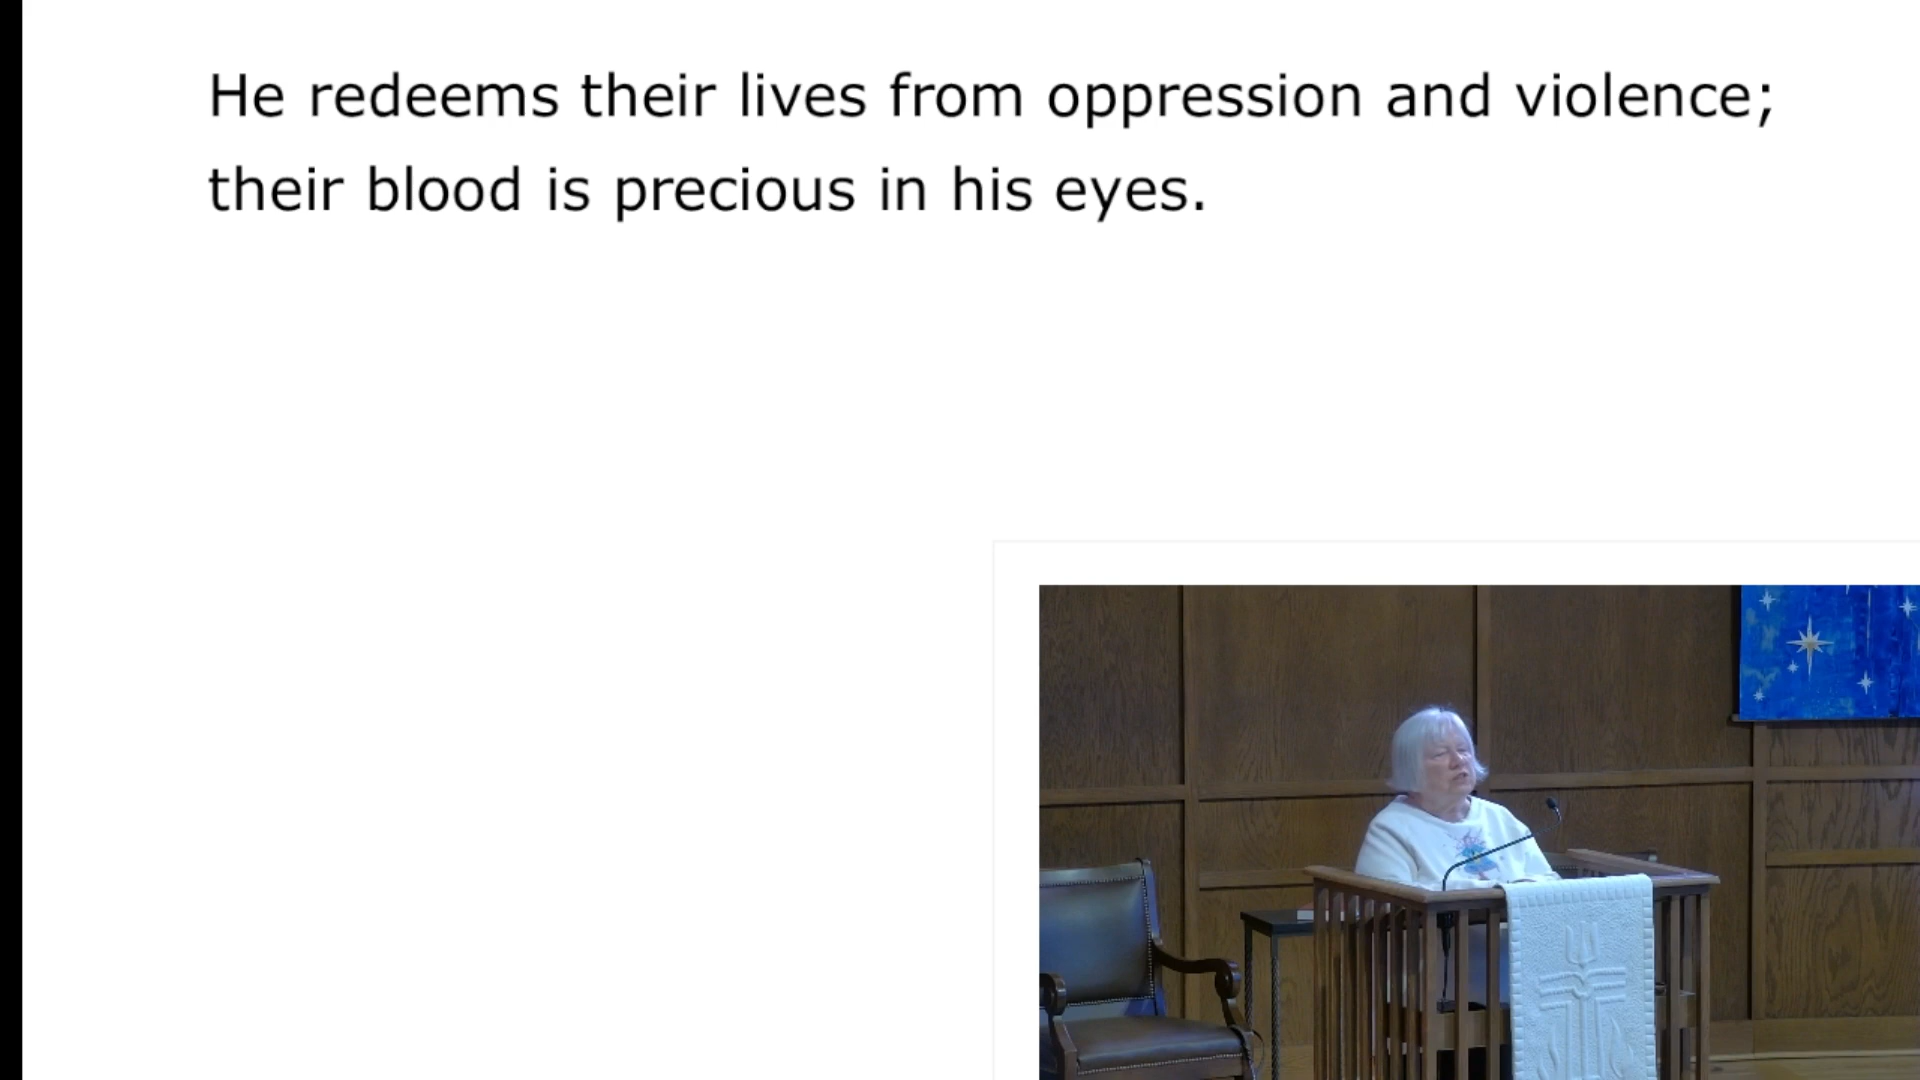 He redeems their lives from oppression and violence;
their blood is precious in his eyes.